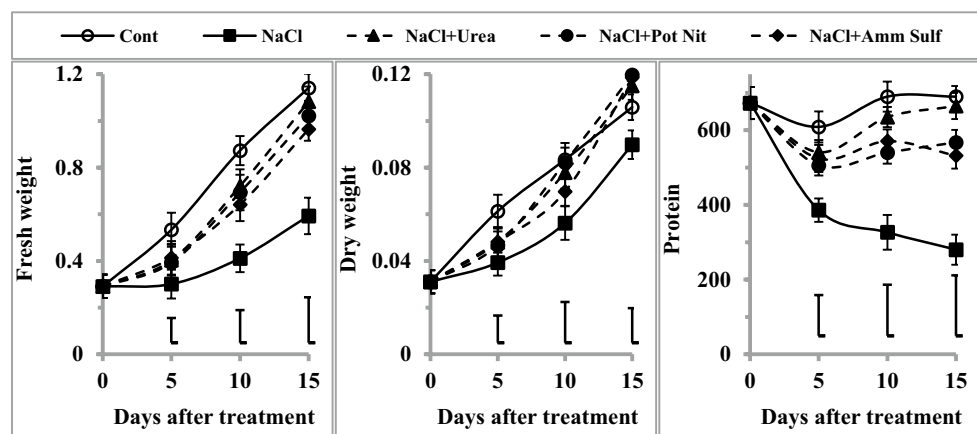 Cont NaCl NaCl+Urea NaCl+Pot Nit NaCl+Amm Sulf
Fresh weight
1.2
0.8
0.4
0
0 5 10 15
Days after treatment
Dry weight
0.12
0.08
0.04
0
0 5 10 15
Days after treatment
Protein
600
400
200
0
0 5 10 15
Days after treatment